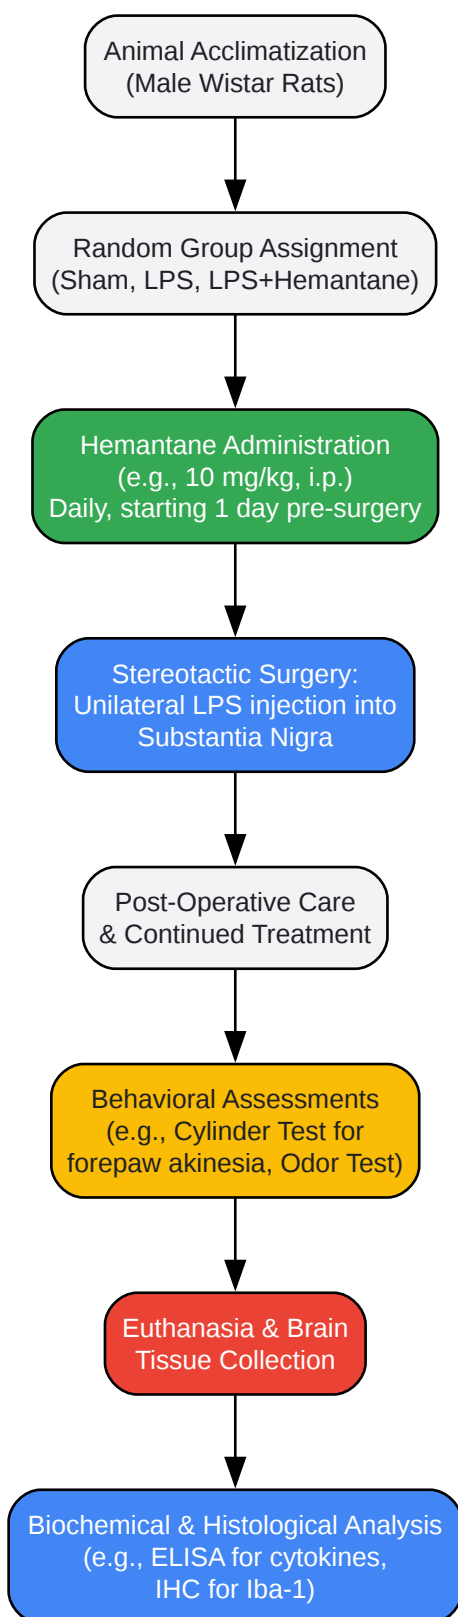 Animal Acclimatization
(Male Wistar Rats)
Random Group Assignment
(Sham, LPS, LPS+Hemantane)
Hemantane Administration
(e.g., 10 mg/kg, i.p.)
Daily, starting 1 day pre-surgery
Stereotactic Surgery:
Unilateral LPS injection into
Substantia Nigra
Post-Operative Care
& Continued Treatment
Behavioral Assessments
(e.g., Cylinder Test for
forepaw akinesia, Odor Test)
Euthanasia & Brain
Tissue Collection
Biochemical & Histological Analysis
(e.g., ELISA for cytokines,
IHC for Iba-1)